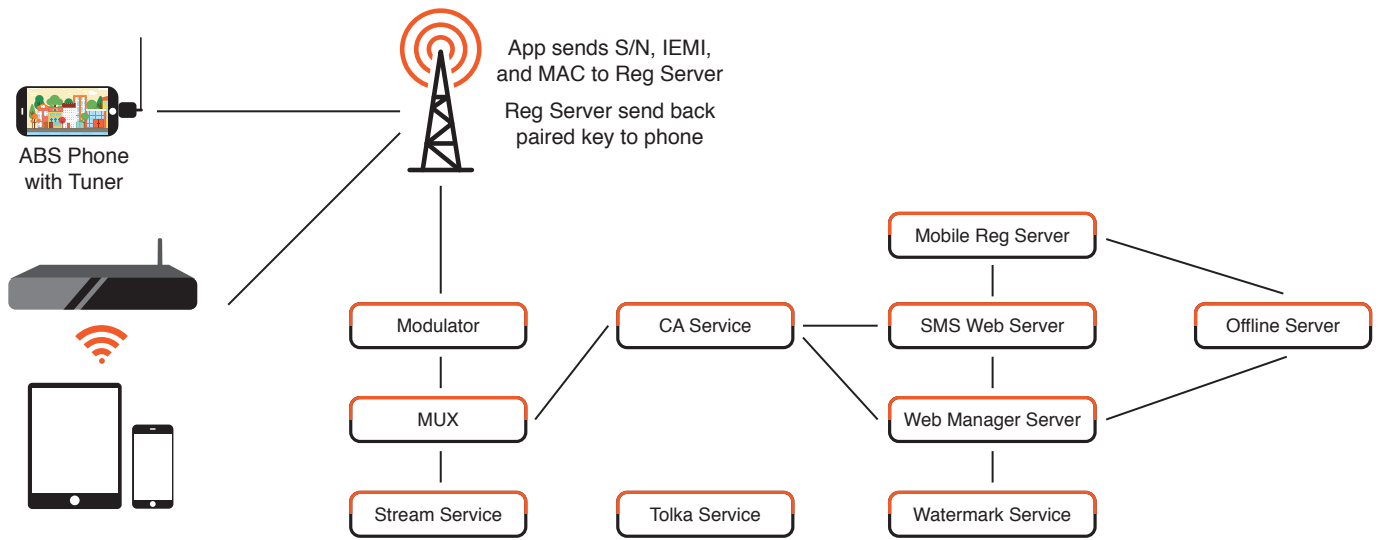 App sends S/N, IEMI,
and MAC to Reg Server
Reg Server send back
paired key to phone
ABS Phone
with Tuner
Mobile Reg Server
Modulator
CA Service
SMS Web Server
Offline Server
MUX
Web Manager Server
Stream Service
Tolka Service
Watermark Service